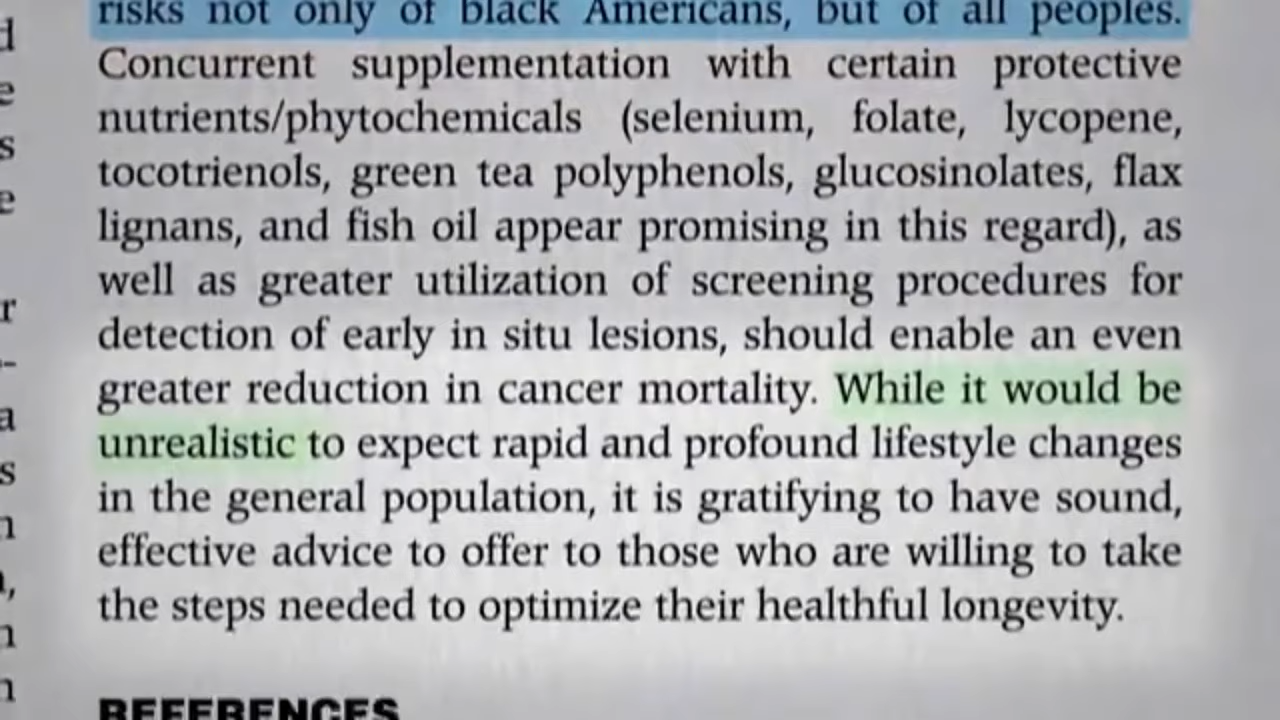 risks not only of black Americans, but of all peoples.
Concurrent supplementation with certain protective
nutrients/phytochemicals (selenium, folate, lycopene,
tocotrienols, green tea polyphenols, glucosinolates, flax
lignans, and fish oil appear promising in this regard), as
well as greater utilization of screening procedures for
detection of early in situ lesions, should enable an even
greater reduction in cancer mortality. While it would be
unrealistic to expect rapid and profound lifestyle changes
in the general population, it is gratifying to have sound,
effective advice to offer to those who are willing to take
the steps needed to optimize their healthful longevity.
REFERENCES